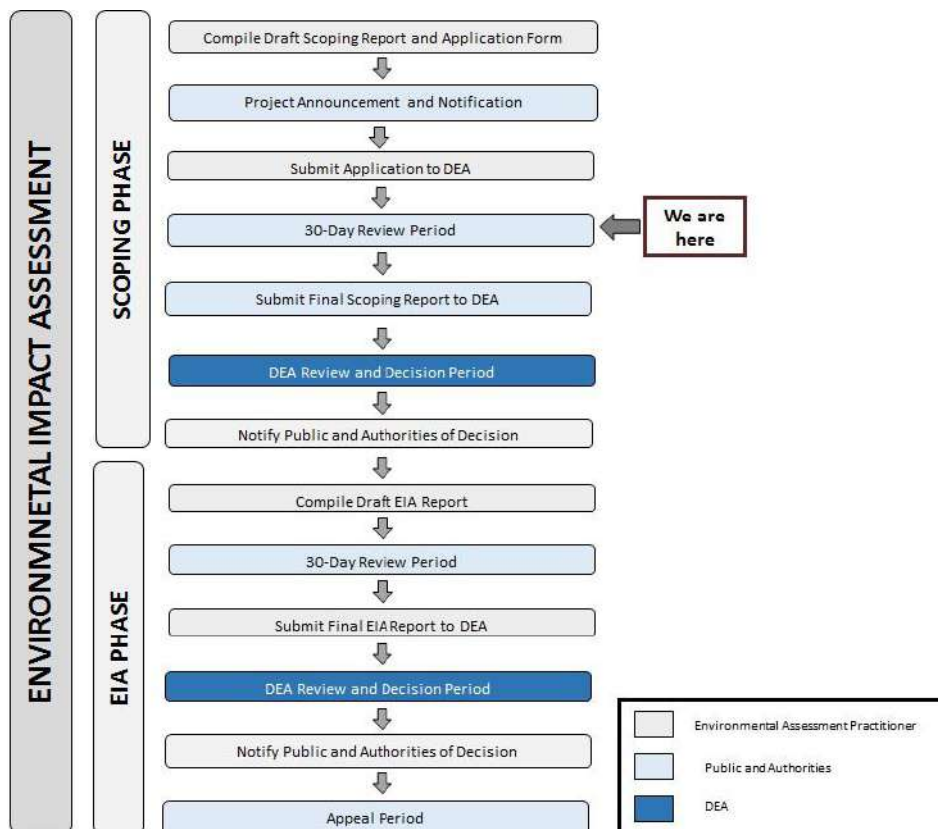 ENVIRONMNETAL IMPACT ASSESSMENT
SCOPING PHASE
Compile Draft Scoping Report and Application Form
Project Announcement and Notification
Submit Application to DEA
30-Day Review Period
We are
here
Submit Final Scoping Report to DEA
DEA Review and Decision Period
Notify Public and Authorities of Decision
EIA PHASE
Compile Draft EIA Report
30-Day Review Period
Submit Final EIA Report to DEA
DEA Review and Decision Period
Notify Public and Authorities of Decision
Appeal Period
Environmental Assessment Practitioner
Public and Authorities
DEA